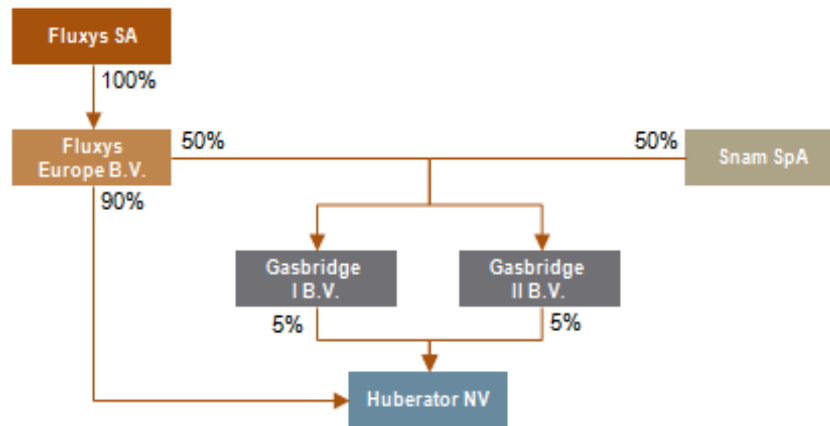 Fluxys SA
100%
Fluxys
Europe B.V.
50%
50%
Snam SpA
90%
Gasbridge
I B.V.
Gasbridge
II B.V.
5%
5%
Huberator NV